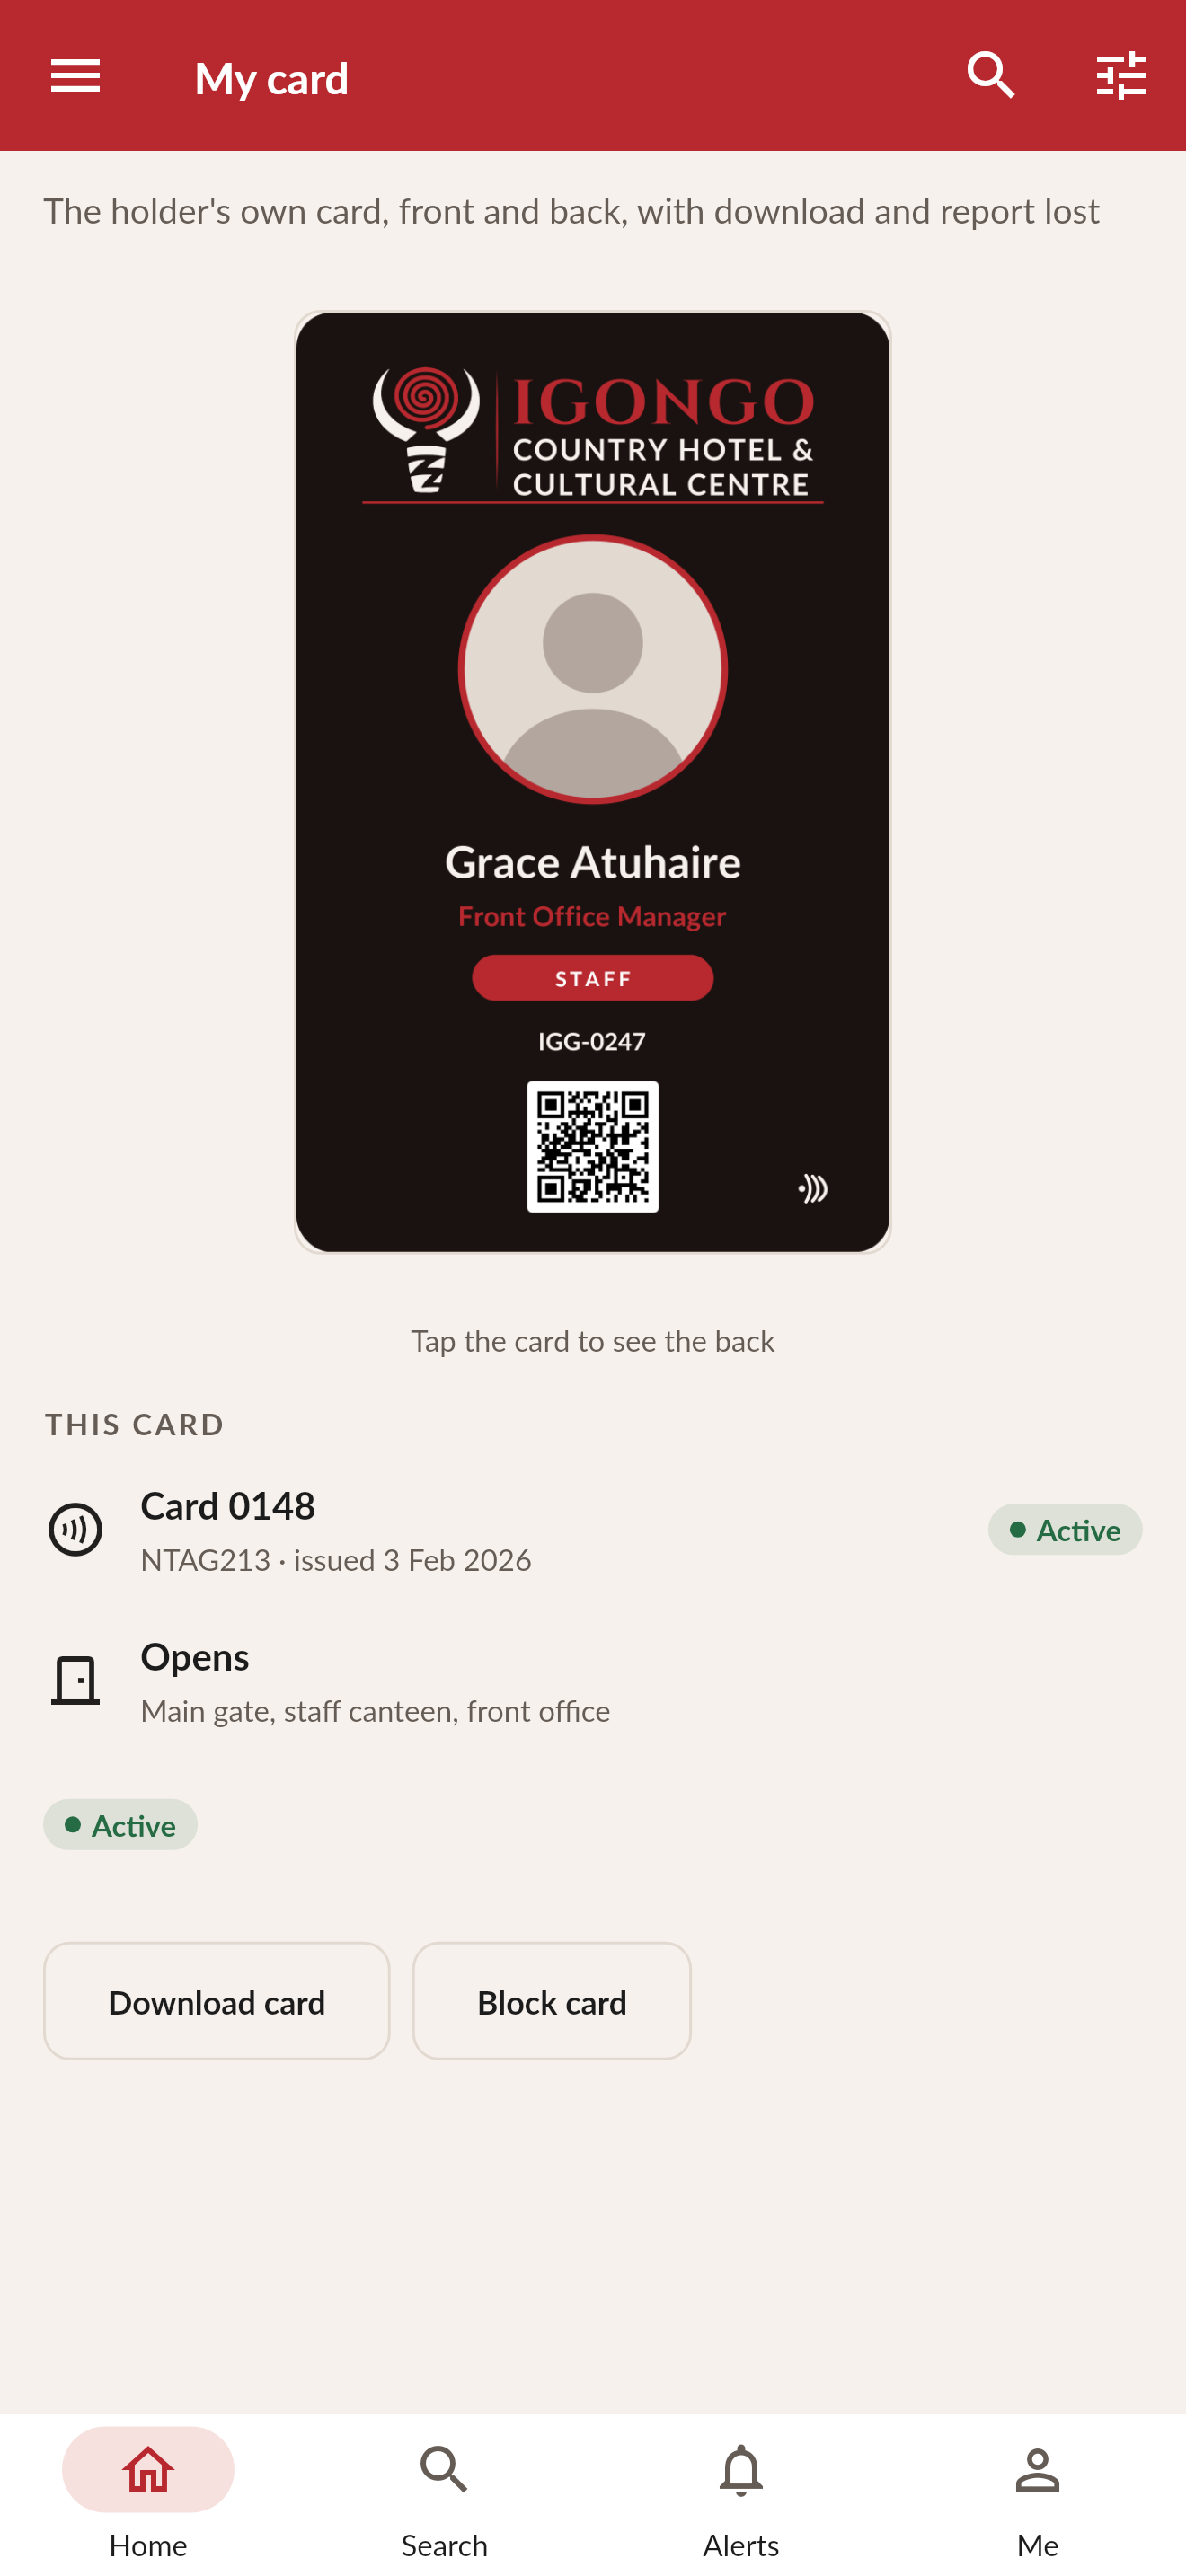 My card
The holder's own card, front and back, with download and report lost
IGONGO
COUNTRY HOTEL &
CULTURAL CENTRE
Grace Atuhaire
Front Office Manager
STAFF
IGG-0247
Tap the card to see the back
THIS CARD
Card 0148
NTAG213 · issued 3 Feb 2026
Active
Opens
Main gate, staff canteen, front office
Active
Download card
Block card
Home
Search
Alerts
Me